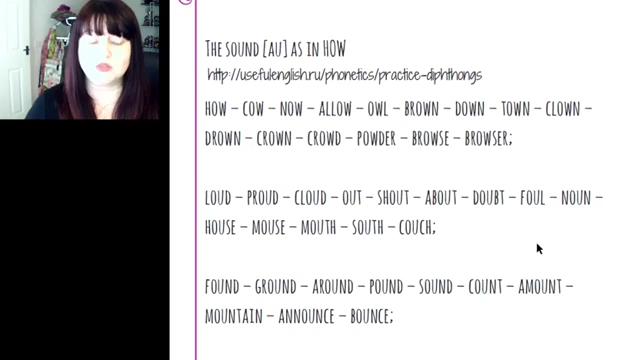 The sound [au] as in HOW
http://usefulenglish.ru/phonetics/practice-diphthongs
how – cow – now – allow – owl – brown – down – town – clown –
drown – crown – crowd – powder – browse – browser;
loud – proud – cloud – out – shout – about – doubt – foul – noun –
house – mouse – mouth – south – couch;
found – ground – around – pound – sound – count – amount –
mountain – announce – bounce;